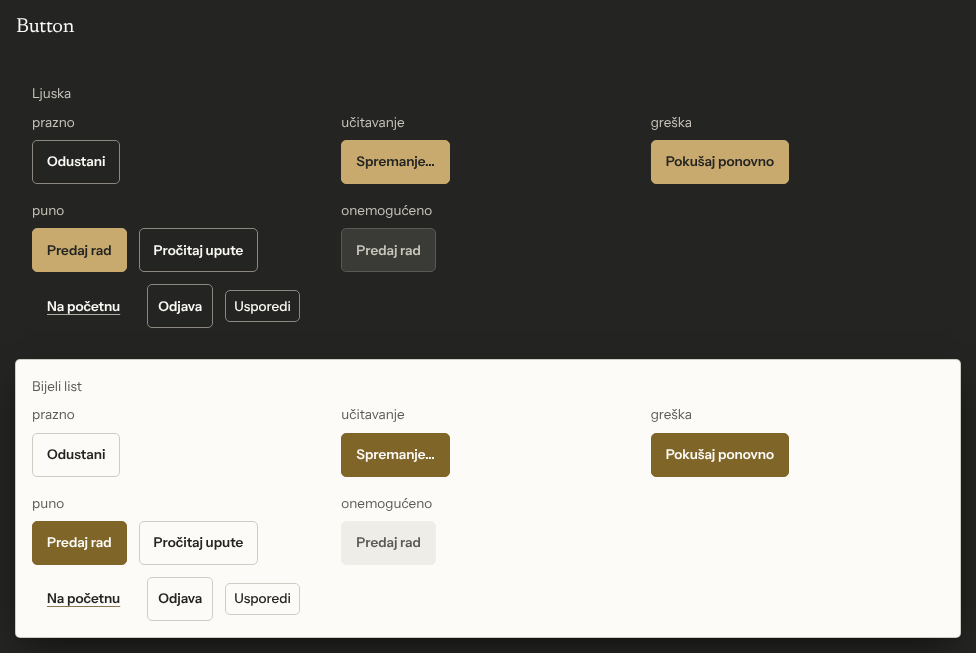 Button
Ljuska
prazno
učitavanje
greška
Odustani
Spremanje...
Pokušaj ponovno
puno
onemogućeno
Predaj rad
Pročitaj upute
Predaj rad
Na početnu
Odjava
Usporedi
Bijeli list
prazno
učitavanje
greška
Odustani
Spremanje...
Pokušaj ponovno
puno
onemogućeno
Predaj rad
Pročitaj upute
Predaj rad
Na početnu
Odjava
Usporedi